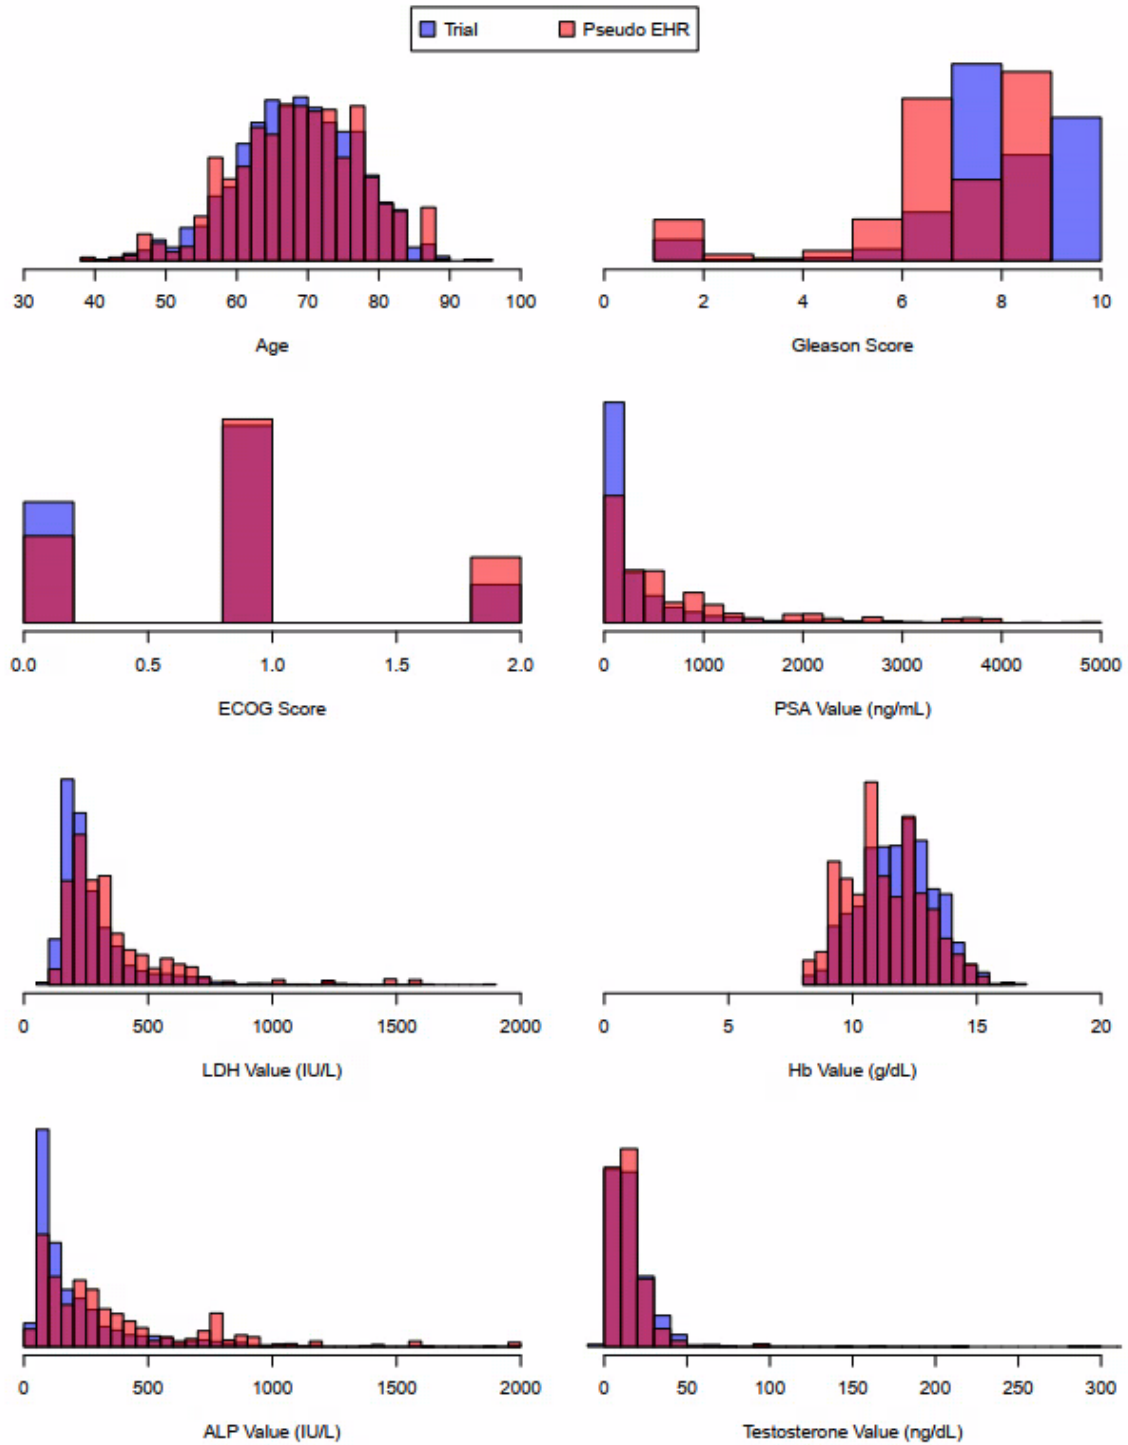 Trial Pseudo EHR
30 40 50 60 70 80 90 100
Age
0 2 4 6 8 10
Gleason Score
0.0 0.5 1.0 1.5 2.0
ECOG Score
0 1000 2000 3000 4000 5000
PSA Value (ng/mL)
0 500 1000 1500 2000
LDH Value (IU/L)
0 5 10 15 20
Hb Value (g/dL)
0 500 1000 1500 2000
ALP Value (IU/L)
0 50 100 150 200 250 300
Testosterone Value (ng/dL)